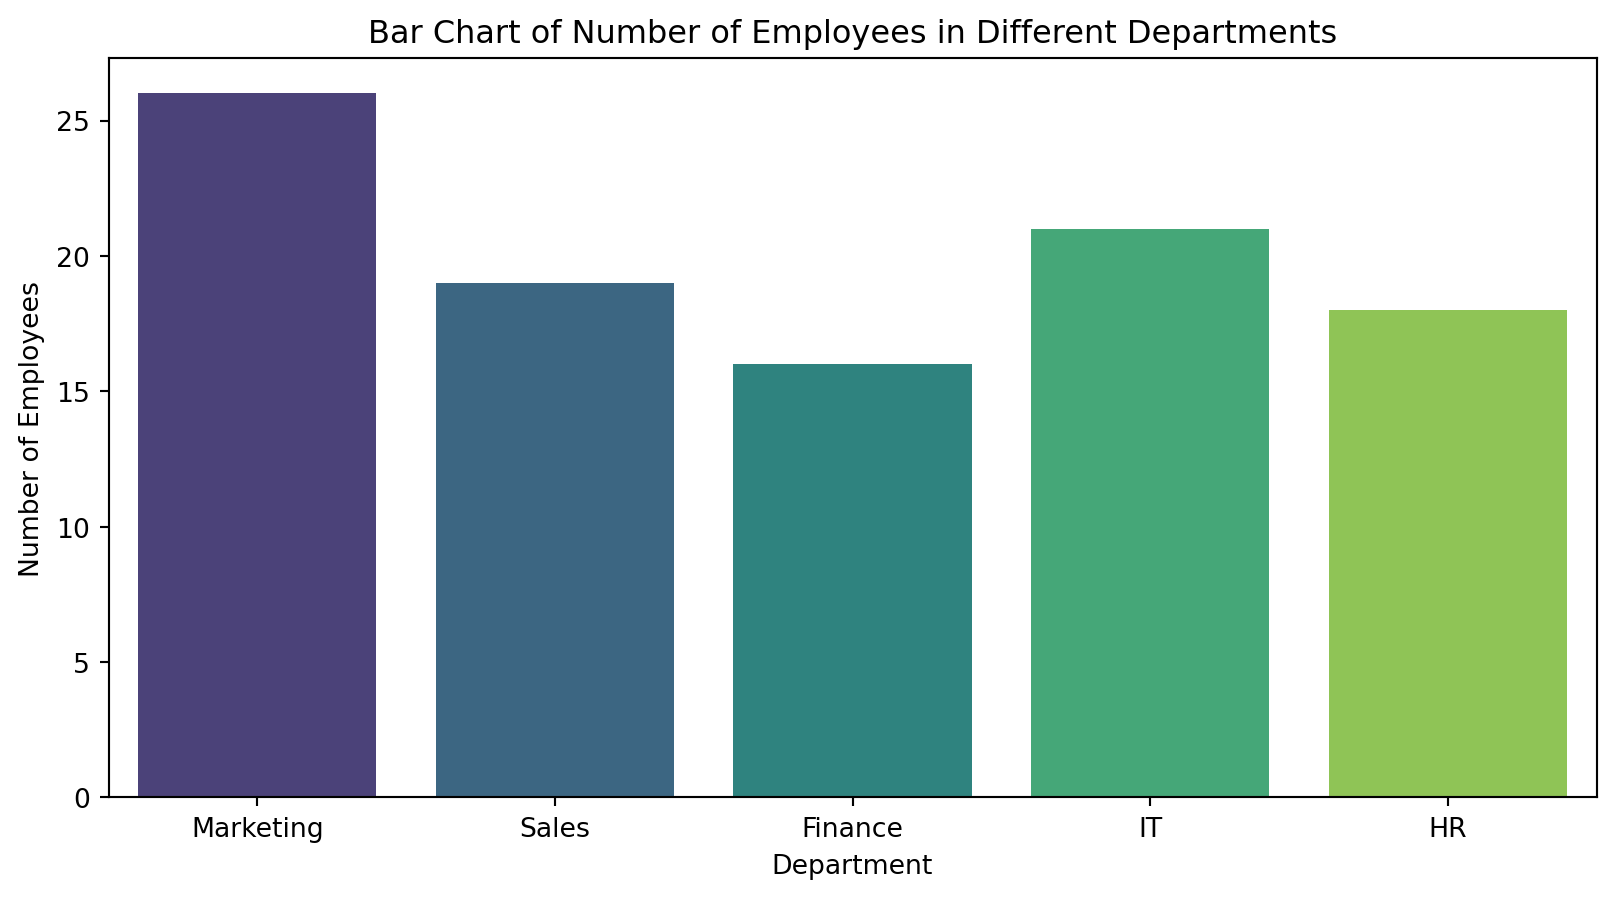 Bar Chart of Number of Employees in Different Departments
Number of Employees
25
20
15
10
5
0
Marketing Sales Finance IT HR
Department